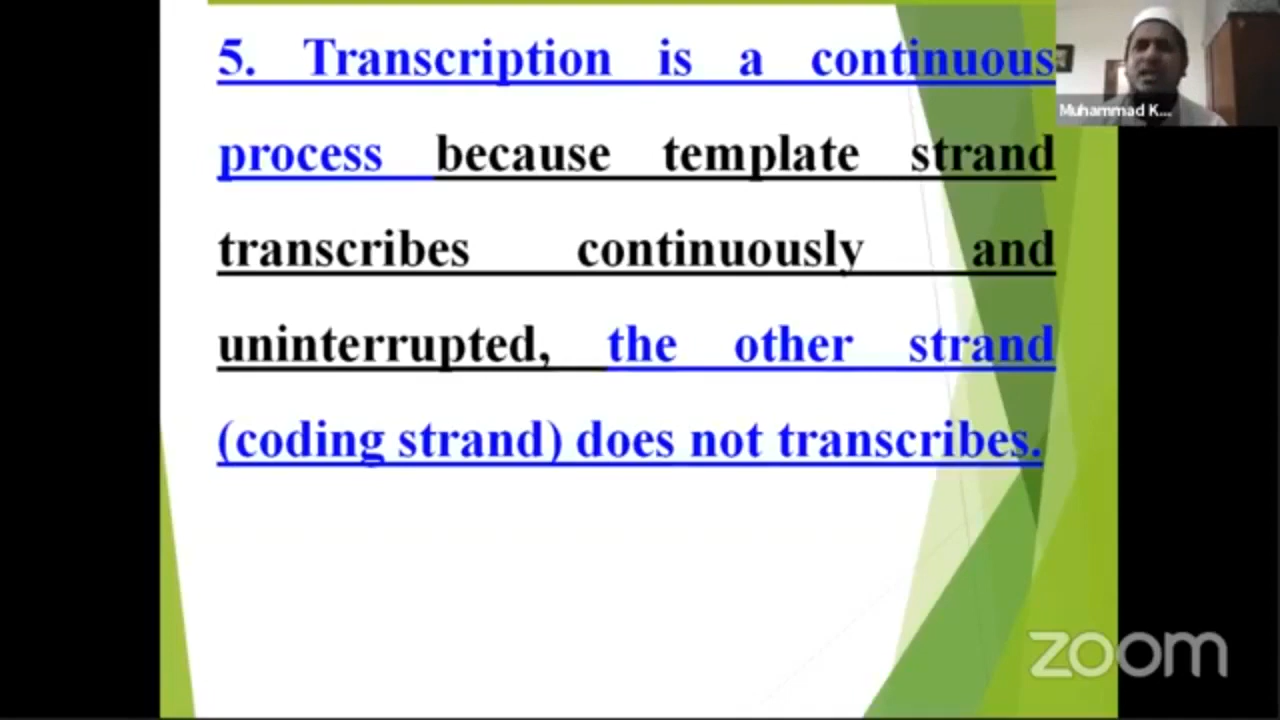 5. Transcription is a continuous
process because template strand
transcribes continuously and
uninterrupted, the other strand
(coding strand) does not transcribes.
Muhammad K...
zoom